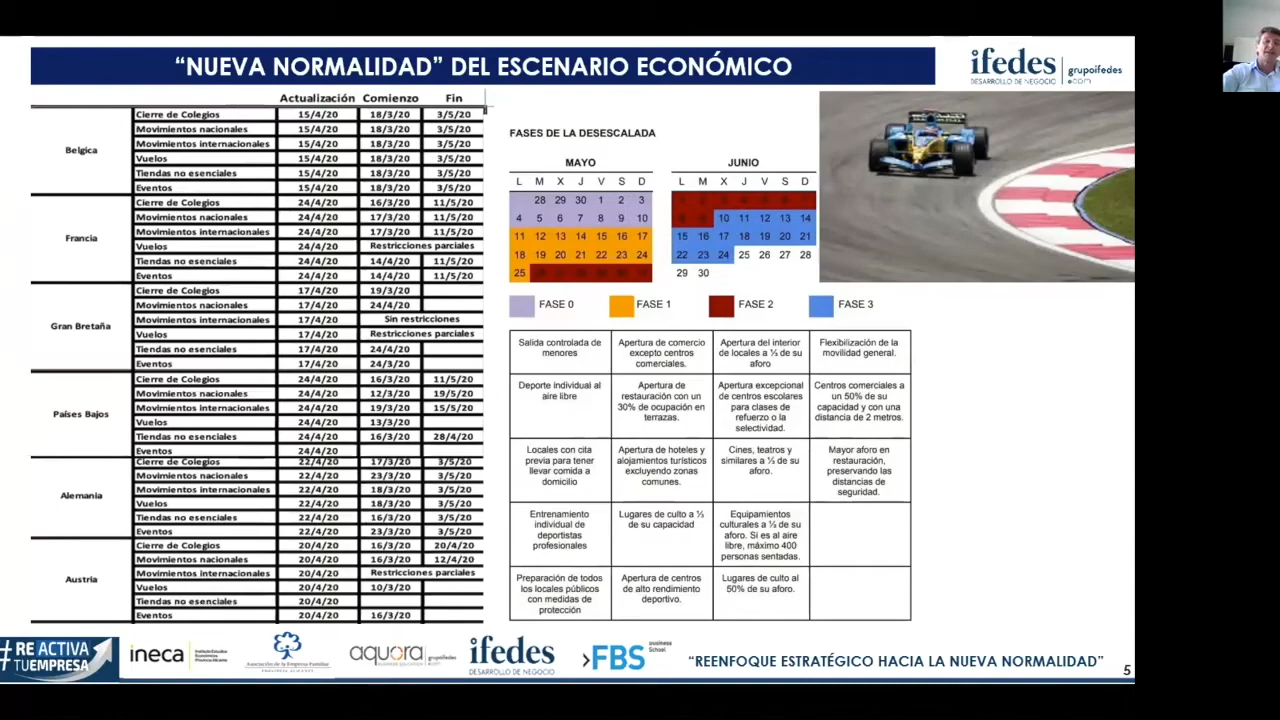 “NUEVA NORMALIDAD” DEL ESCENARIO ECONÓMICO
ifedes
DESARROLLO DE NEGOCIO
grupoifedes
.com
Actualización Comienzo Fin
Belgica
Cierre de Colegios 15/4/20 18/3/20 3/5/20
Movimientos nacionales 15/4/20 18/3/20 3/5/20
Movimientos internacionales 15/4/20 18/3/20 3/5/20
Vuelos 15/4/20 18/3/20 3/5/20
Tiendas no esenciales 15/4/20 18/3/20 3/5/20
Eventos 15/4/20 18/3/20 3/5/20
Francia
Cierre de Colegios 24/4/20 16/3/20 11/5/20
Movimientos nacionales 24/4/20 17/3/20 11/5/20
Movimientos internacionales 24/4/20 17/3/20 11/5/20
Vuelos 24/4/20 Restricciones parciales
Tiendas no esenciales 24/4/20 14/4/20 11/5/20
Eventos 24/4/20 14/4/20 11/5/20
Gran Bretaña
Cierre de Colegios 17/4/20 19/3/20
Movimientos nacionales 17/4/20 24/4/20
Movimientos internacionales 17/4/20 Sin restricciones
Vuelos 17/4/20 Restricciones parciales
Tiendas no esenciales 17/4/20 24/4/20
Eventos 17/4/20 24/3/20
Países Bajos
Cierre de Colegios 24/4/20 16/3/20 11/5/20
Movimientos nacionales 24/4/20 12/3/20 19/5/20
Movimientos internacionales 24/4/20 19/3/20 15/5/20
Vuelos 24/4/20 13/3/20
Tiendas no esenciales 24/4/20 16/3/20 28/4/20
Eventos 24/4/20
Alemania
Cierre de Colegios 22/4/20 17/3/20 3/5/20
Movimientos nacionales 22/4/20 23/3/20 3/5/20
Movimientos internacionales 22/4/20 18/3/20 3/5/20
Vuelos 22/4/20 18/3/20 3/5/20
Tiendas no esenciales 22/4/20 16/3/20 3/5/20
Eventos 22/4/20 23/3/20 3/5/20
Austria
Cierre de Colegios 20/4/20 16/3/20 20/4/20
Movimientos nacionales 20/4/20 16/3/20 12/4/20
Movimientos internacionales 20/4/20 Restricciones parciales
Vuelos 20/4/20 10/3/20
Tiendas no esenciales 20/4/20
Eventos 20/4/20 16/3/20
FASES DE LA DESESCALADA
MAYO
L M X J V S D
28 29 30 1 2 3
4 5 6 7 8 9 10
11 12 13 14 15 16 17
18 19 20 21 22 23 24
25
JUNIO
L M X J V S D
10 11 12 13 14
15 16 17 18 19 20 21
22 23 24 25 26 27 28
29 30
FASE 0 FASE 1 FASE 2 FASE 3
Salida controlada de
menores
Apertura de comercio
excepto centros
comerciales.
Apertura del interior
de locales a ⅓ de su
aforo
Flexibilización de la
movilidad general.
Deporte individual al
aire libre
Apertura de
restauración con un
30% de ocupación en
terrazas.
Apertura excepcional
de centros escolares
para clases de
refuerzo o la
selectividad.
Centros comerciales a
un 50% de su
capacidad y con una
distancia de 2 metros.
Locales con cita
previa para tener
llevar comida a
domicilio
Apertura de hoteles y
alojamientos turísticos
excluyendo zonas
comunes.
Cines, teatros y
similares a ⅓ de su
aforo.
Mayor aforo en
restauración,
preservando las
distancias de
seguridad.
Entrenamiento
individual de
deportistas
profesionales
Lugares de culto a ⅓
de su capacidad
Equipamientos
culturales a ⅓ de su
aforo. Si es al aire
libre, máximo 400
personas sentadas.
Preparación de todos
los locales públicos
con medidas de
protección
Apertura de centros
de alto rendimiento
deportivo.
Lugares de culto al
50% de su aforo.
#RE ACTIVA
TUEMPRESA
ineca
Asociación de la Empresa Familiar
aquora
grupoifedes
ifedes
DESARROLLO DE NEGOCIO
FBS
business
School
“REENFOQUE ESTRATÉGICO HACIA LA NUEVA NORMALIDAD”
5